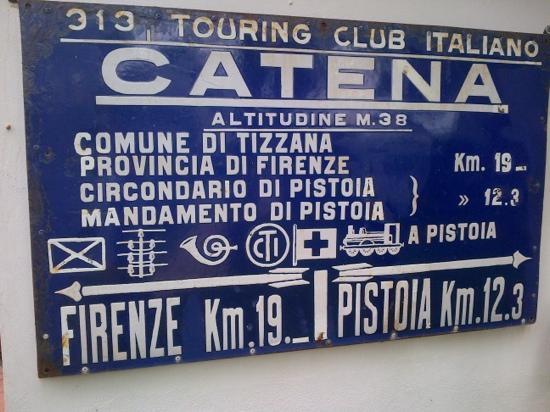 313 TOURING CLUB ITALIANO
CATENA
ALTITUDINE M. 38
COMUNE DI TIZZANA
PROVINCIA DI FIRENZE Km. 19
CIRCONDARIO DI PISTOIA
MANDAMENTO DI PISTOIA } » 12.3
CTI A PISTOIA
FIRENZE Km. 19._ PISTOIA Km. 12.3